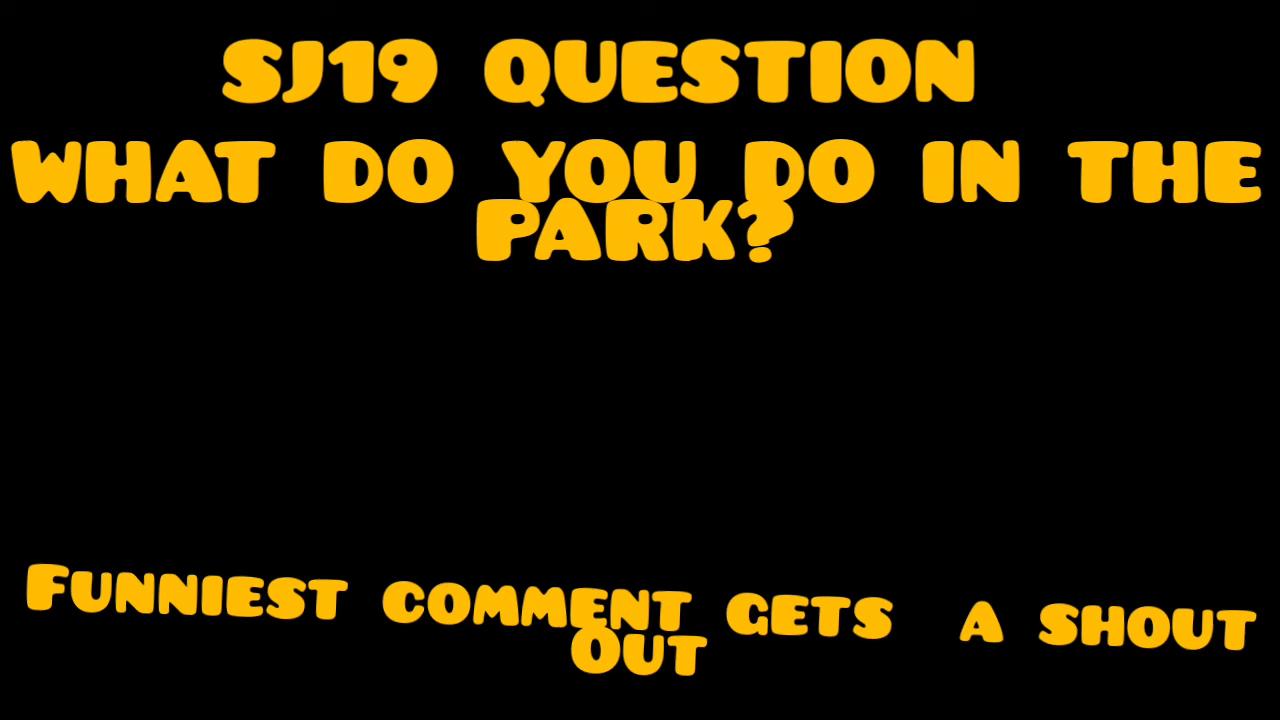 SJ19 QUESTION
WHAT DO YOU DO IN THE
PARK?
FUNNIEST COMMENT GETS A SHOUT
OUT